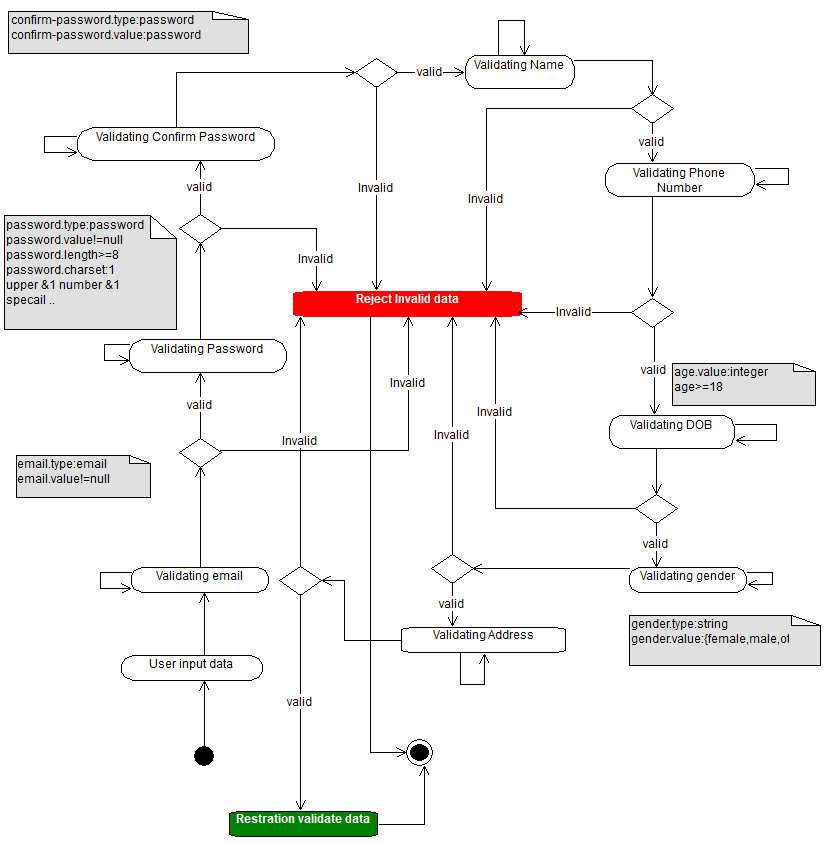 confirm-password.type:password
confirm-password.value:password
valid
Validating Name
valid
Validating Confirm Password
Validating Phone
Number
valid
Invalid
Invalid
password.type:password
password.value!=null
password.length>=8
password.charset:1
upper &1 number &1
specail ..
Invalid
Reject Invalid data
Invalid
Validating Password
valid
age.value:integer
age>=18
Invalid
valid
Invalid
Invalid
Invalid
Validating DOB
email.type:email
email.value!=null
valid
Validating email
Validating gender
valid
Validating Address
gender.type:string
gender.value:{female,male,ot
User input data
valid
Restration validate data